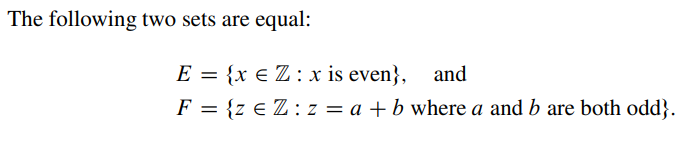 The following two sets are equal:
E = {x ∈ ℤ : x is even}, and
F = {z ∈ ℤ : z = a + b where a and b are both odd}.